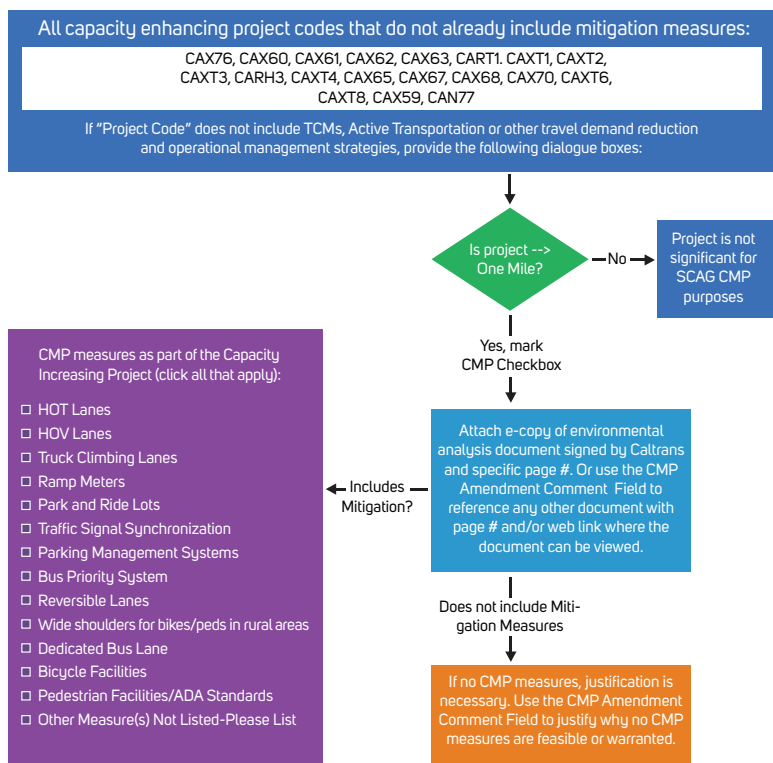 All capacity enhancing project codes that do not already include mitigation measures:
CAX76, CAX60, CAX61, CAX62, CAX63, CART1. CAXT1, CAXT2,
CAXT3, CARH3, CAXT4, CAX65, CAX67, CAX68, CAX70, CAXT6,
CAXT8, CAX59, CAN77
If “Project Code” does not include TCMs, Active Transportation or other travel demand reduction
and operational management strategies, provide the following dialogue boxes:
Is project -->
One Mile?
No
Project is not
significant for
SCAG CMP
purposes
Yes, mark
CMP Checkbox
Attach e-copy of environmental
analysis document signed by Caltrans
and specific page #. Or use the CMP
Amendment Comment Field to
reference any other document with
page # and/or web link where the
document can be viewed.
Includes
Mitigation?
CMP measures as part of the Capacity
Increasing Project (click all that apply):
☐ HOT Lanes
☐ HOV Lanes
☐ Truck Climbing Lanes
☐ Ramp Meters
☐ Park and Ride Lots
☐ Traffic Signal Synchronization
☐ Parking Management Systems
☐ Bus Priority System
☐ Reversible Lanes
☐ Wide shoulders for bikes/peds in rural areas
☐ Dedicated Bus Lane
☐ Bicycle Facilities
☐ Pedestrian Facilities/ADA Standards
☐ Other Measure(s) Not Listed-Please List
Does not include Miti-
gation Measures
If no CMP measures, justification is
necessary. Use the CMP Amendment
Comment Field to justify why no CMP
measures are feasible or warranted.